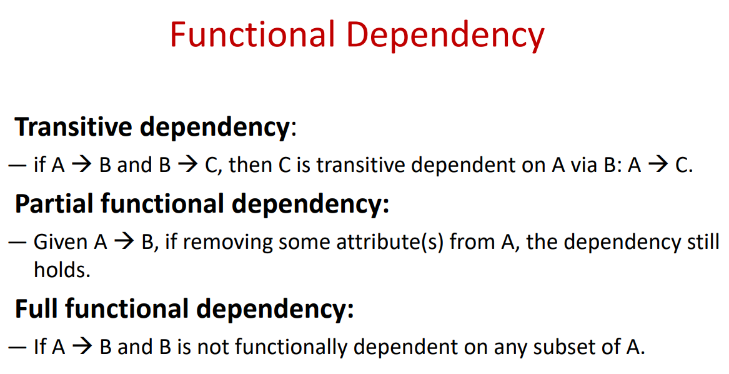 Functional Dependency
Transitive dependency:
— if A → B and B → C, then C is transitive dependent on A via B: A → C.
Partial functional dependency:
— Given A → B, if removing some attribute(s) from A, the dependency still
holds.
Full functional dependency:
— If A → B and B is not functionally dependent on any subset of A.